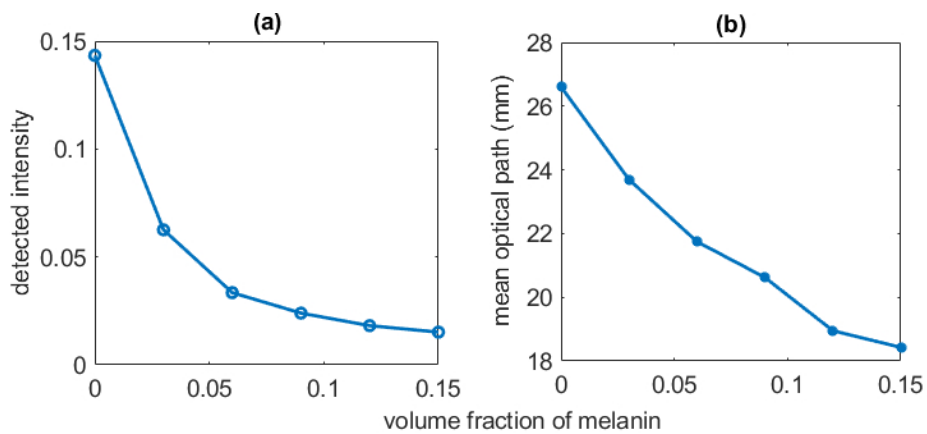 (a)
0.15
0.1
0.05
0
detected intensity
0 0.05 0.1 0.15
(b)
28
26
24
22
20
18
mean optical path (mm)
0 0.05 0.1 0.15
volume fraction of melanin